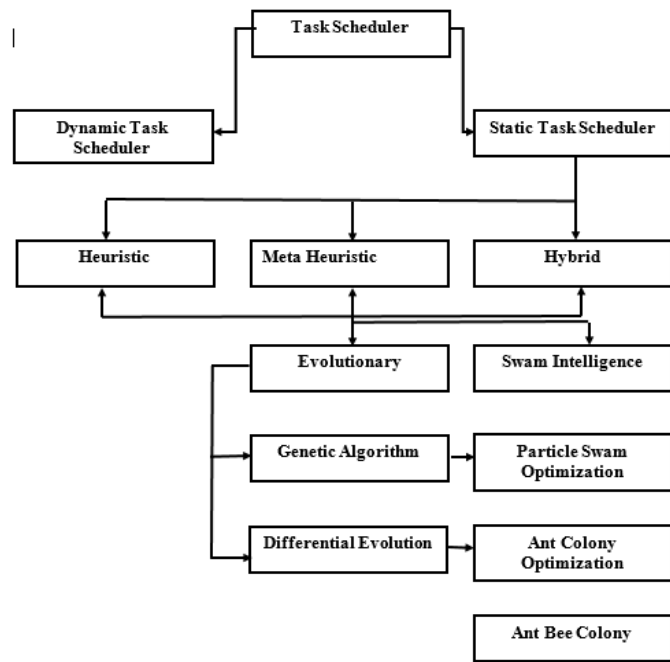 Task Scheduler
Dynamic Task
Scheduler
Static Task Scheduler
Heuristic
Meta Heuristic
Hybrid
Evolutionary
Swam Intelligence
Genetic Algorithm
Particle Swam
Optimization
Differential Evolution
Ant Colony
Optimization
Ant Bee Colony